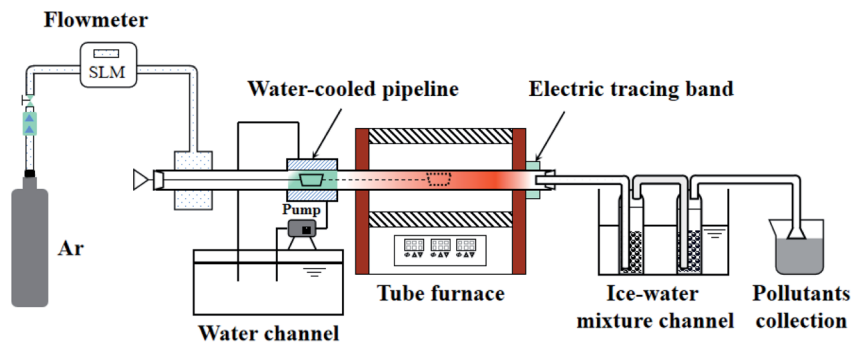 Flowmeter
SLM
Water-cooled pipeline
Electric tracing band
Pump
Ar
Tube furnace
Ice-water
mixture channel
Pollutants
collection
Water channel